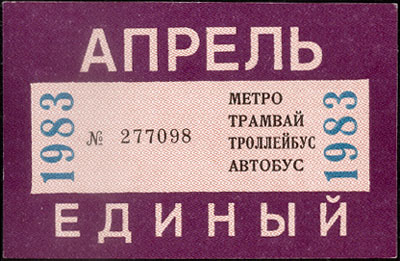 АПРЕЛЬ
1983
№ 277098
МЕТРО
ТРАМВАЙ
ТРОЛЛЕЙБУС
АВТОБУС
1983
ЕДИНЫЙ